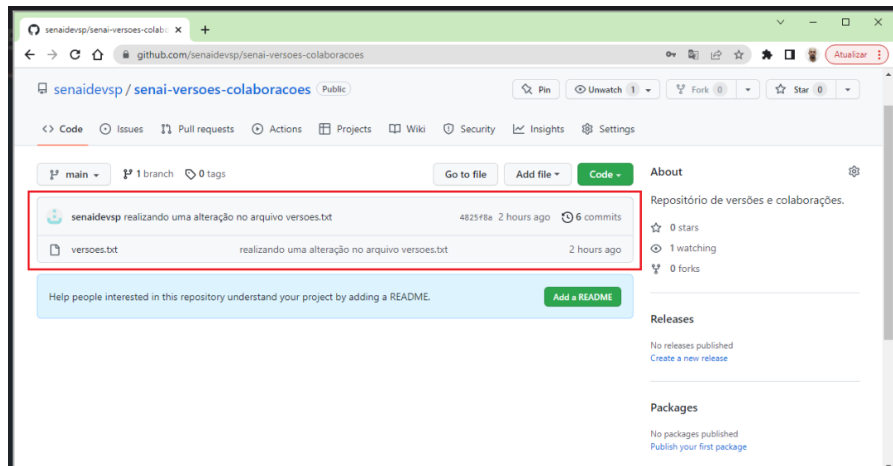 senaidevsp/senai-versoes-colabo
github.com/senaidevsp/senai-versoes-colaboracoes
Atualizar
senaidevsp / senai-versoes-colaboracoes Public
Pin
Unwatch 1
Fork 0
Star 0
Code
Issues
Pull requests
Actions
Projects
Wiki
Security
Insights
Settings
main
1 branch
0 tags
Go to file
Add file
Code
senaidevsp realizando uma alteração no arquivo versoes.txt
4825f8a 2 hours ago
6 commits
versoes.txt
realizando uma alteração no arquivo versoes.txt
2 hours ago
Help people interested in this repository understand your project by adding a README.
Add a README
About
Repositório de versões e colaborações.
0 stars
1 watching
0 forks
Releases
No releases published
Create a new release
Packages
No packages published
Publish your first package